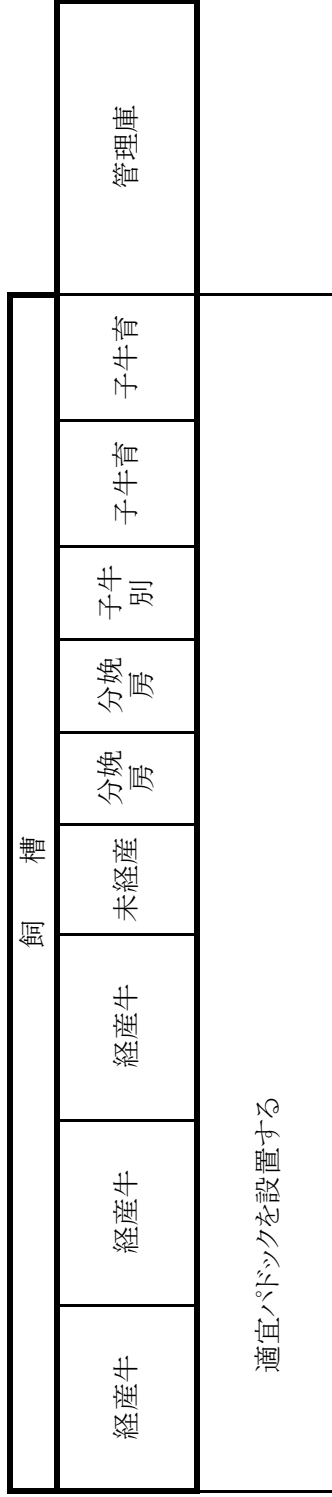 飼　槽
経産牛
経産牛
経産牛
未経産
分娩
房
分娩
房
子牛
別
子牛育
子牛育
管理庫
適宜パドックを設置する